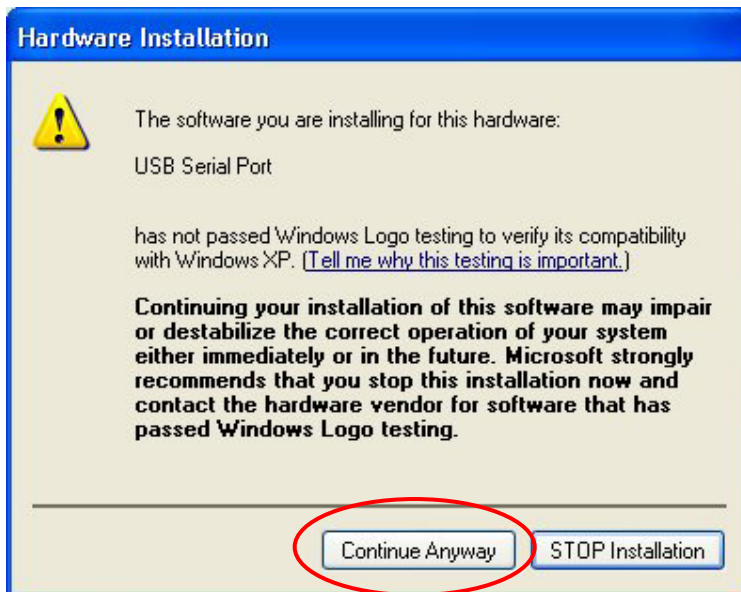 Hardware Installation
The software you are installing for this hardware:
USB Serial Port
has not passed Windows Logo testing to verify its compatibility
with Windows XP. (Tell me why this testing is important.)
Continuing your installation of this software may impair
or destabilize the correct operation of your system
either immediately or in the future. Microsoft strongly
recommends that you stop this installation now and
contact the hardware vendor for software that has
passed Windows Logo testing.
Continue Anyway
STOP Installation